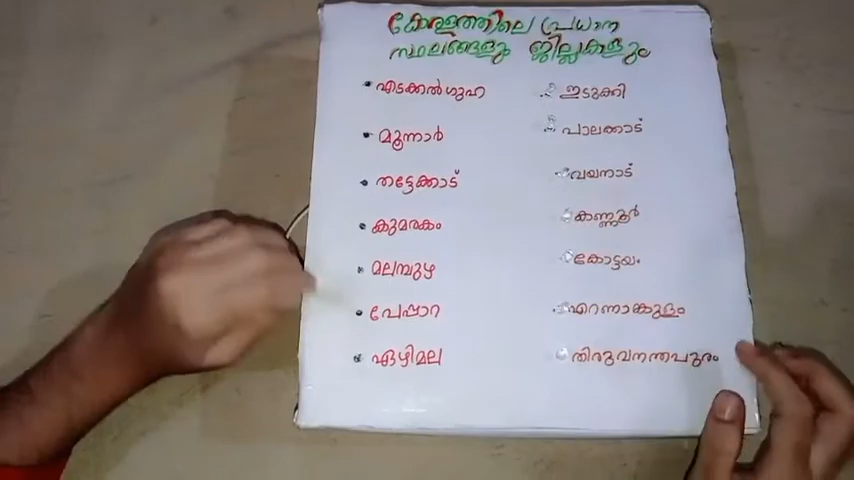 കേരളത്തിലെ പ്രധാന
സ്ഥലങ്ങളും ജില്ലകളും
എടക്കൽ ഗുഹ ഇടുക്കി
മൂന്നാർ പാലക്കാട്
തട്ടേക്കാട് വയനാട്
കുമരകം കണ്ണൂർ
മലമ്പുഴ കോട്ടയം
പേപ്പാറ എറണാകുളം
ഏഴിമല തിരുവനന്തപുരം